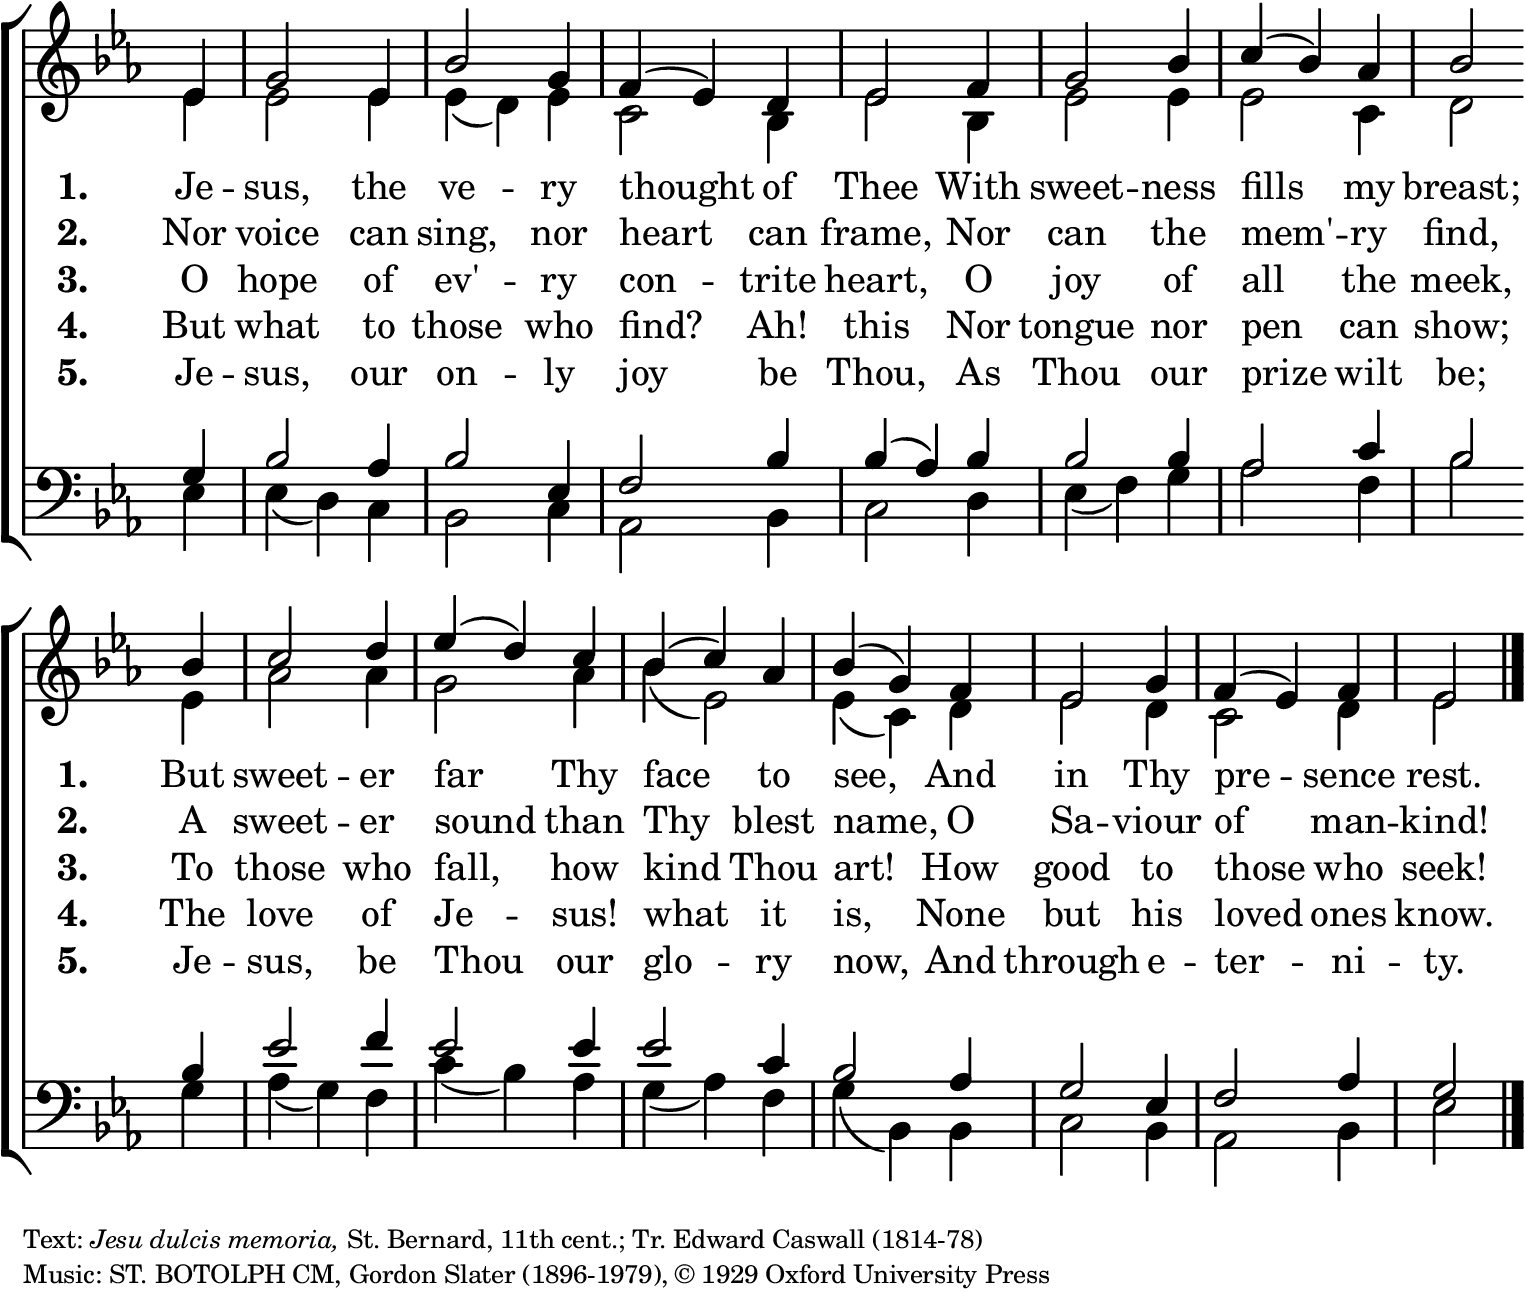 1. Je -- sus, the ve -- ry thought of Thee With sweet -- ness fills my breast;
2. Nor voice can sing, nor heart can frame, Nor can the mem' -- ry find,
3. O hope of ev' -- ry con -- trite heart, O joy of all the meek,
4. But what to those who find? Ah! this Nor tongue nor pen can show;
5. Je -- sus, our on -- ly joy be Thou, As Thou our prize wilt be;
1. But sweet -- er far Thy face to see, And in Thy pre -- sence rest.
2. A sweet -- er sound than Thy blest name, O Sa -- viour of man -- kind!
3. To those who fall, how kind Thou art! How good to those who seek!
4. The love of Je -- sus! what it is, None but his loved ones know.
5. Je -- sus, be Thou our glo -- ry now, And through e -- ter -- ni -- ty.
Text: Jesu dulcis memoria, St. Bernard, 11th cent.; Tr. Edward Caswall (1814-78)
Music: ST. BOTOLPH CM, Gordon Slater (1896-1979), © 1929 Oxford University Press